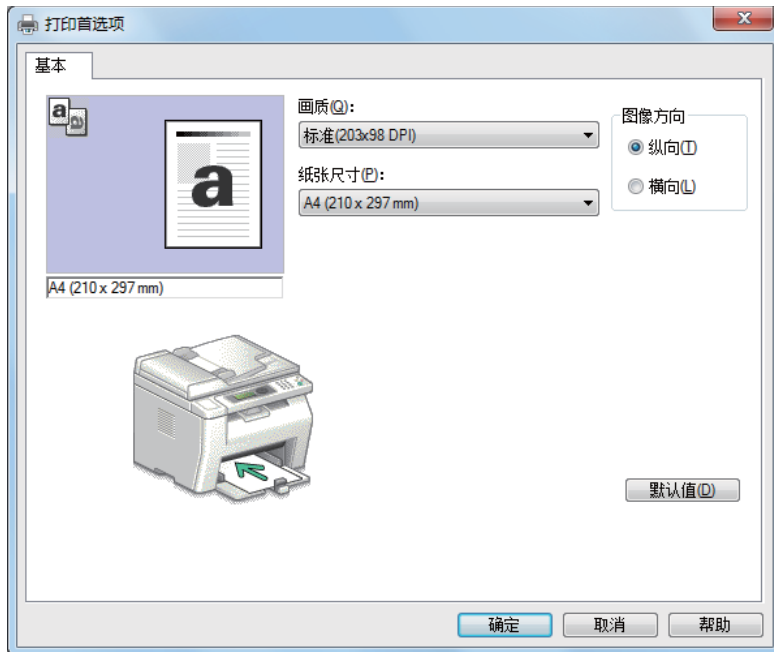 打印首选项
基本
a a
a
A4 (210 x 297 mm)
画质(Q):
标准(203x98 DPI)
纸张尺寸(P):
A4 (210 x 297 mm)
图像方向
纵向(T)
横向(L)
默认值(D)
确定
取消
帮助